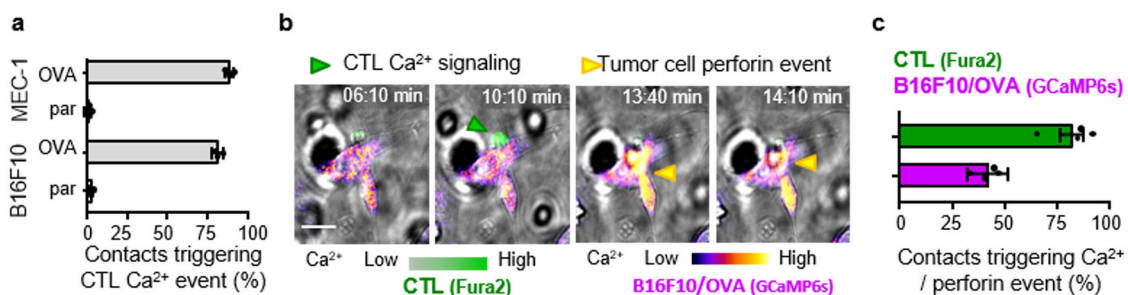 a
MEC-1
OVA
par
B16F10
OVA
par
0 25 50 75 100
Contacts triggering
CTL Ca²⁺ event (%)
b
CTL Ca²⁺ signaling
Tumor cell perforin event
06:10 min
10:10 min
13:40 min
14:10 min
Ca²⁺ Low High
CTL (Fura2)
Ca²⁺ Low High
B16F10/OVA (GCaMP6s)
c
CTL (Fura2)
B16F10/OVA (GCaMP6s)
0 25 50 75 100
Contacts triggering Ca²⁺
/ perforin event (%)